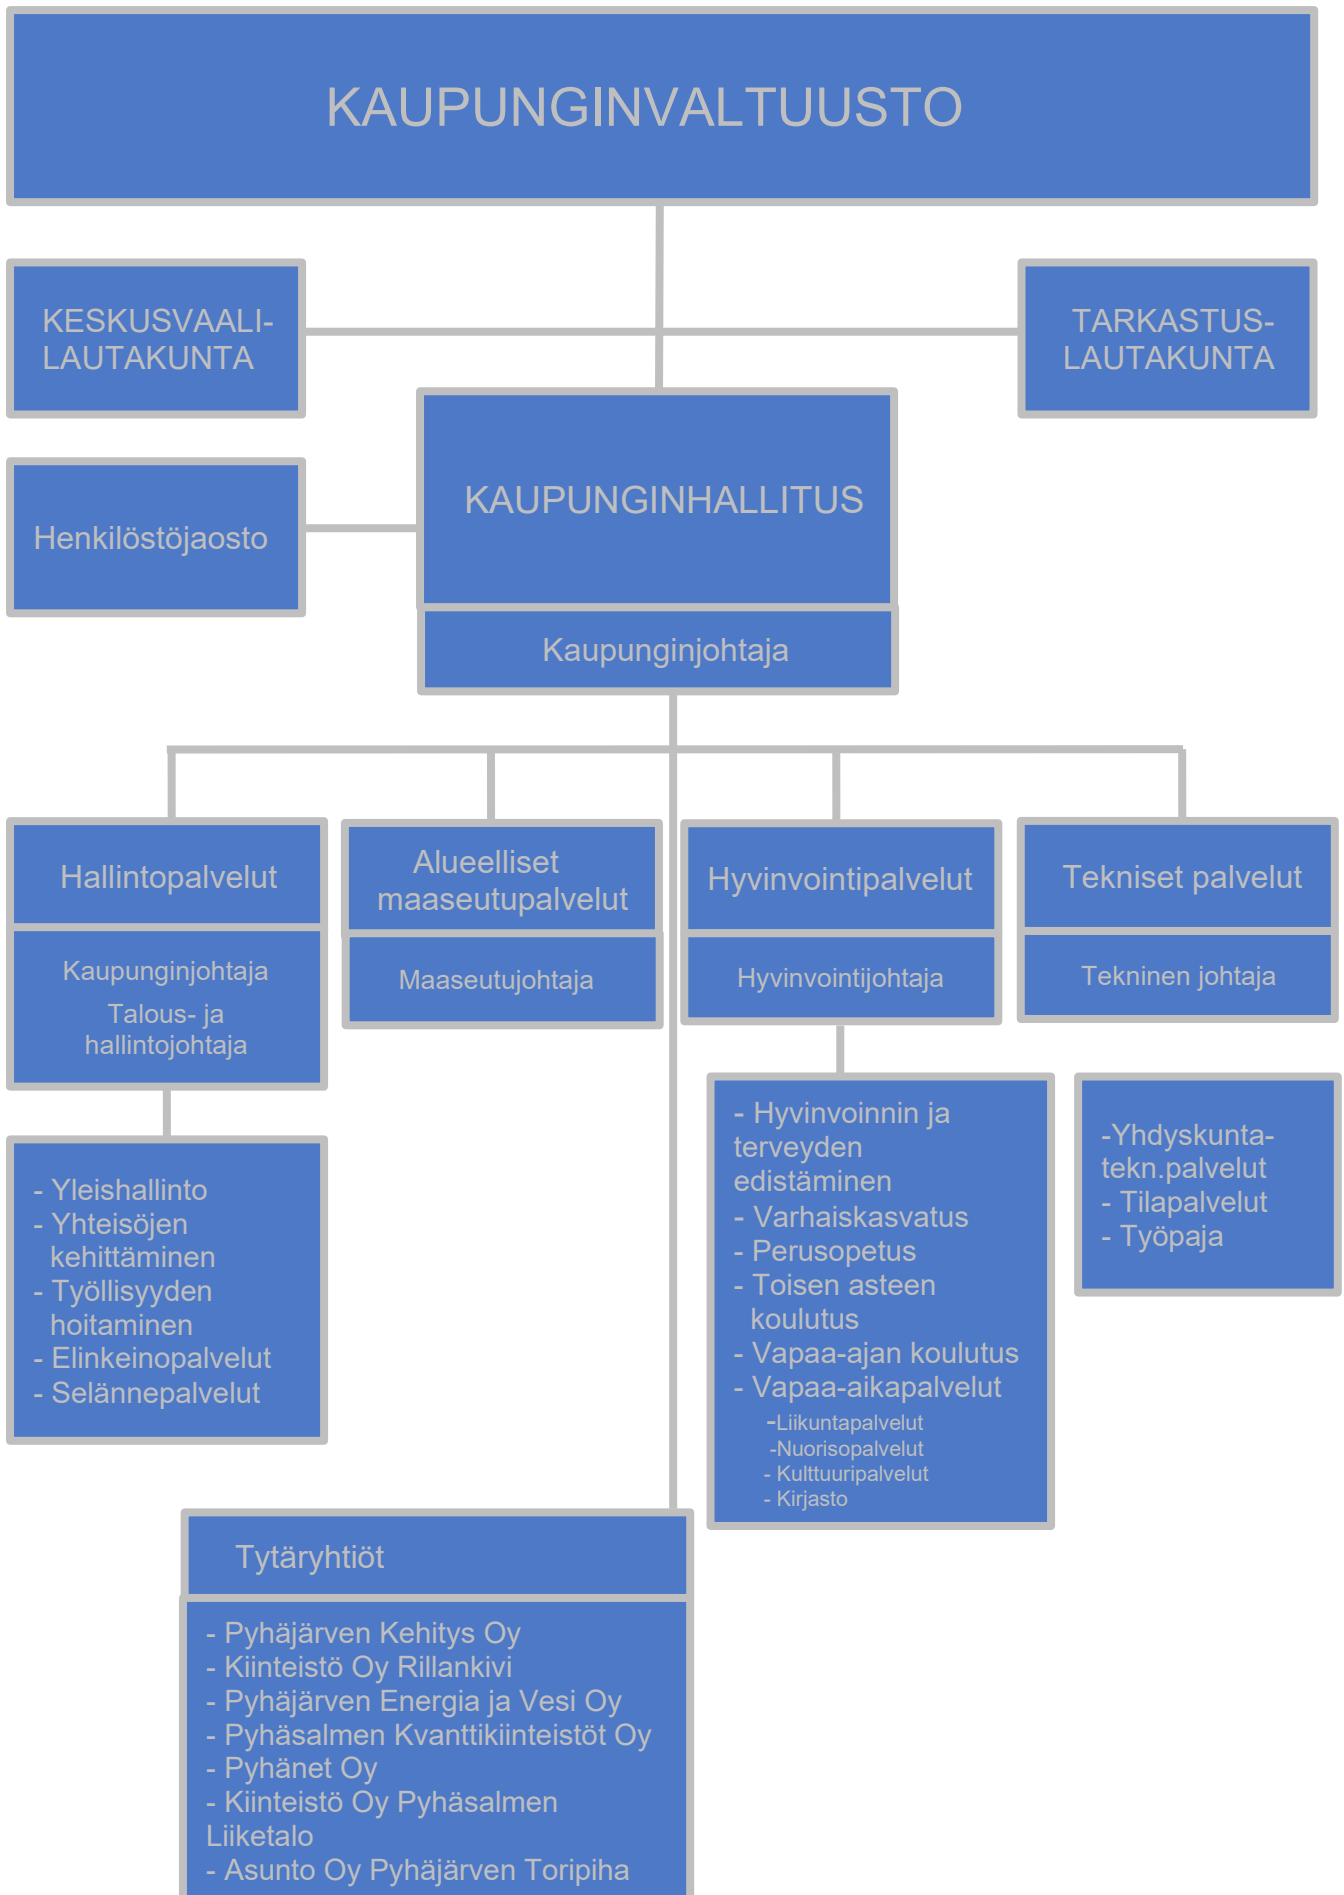 KAUPUNGINVALTUUSTO
KESKUSVAALI-
LAUTAKUNTA
TARKASTUS-
LAUTAKUNTA
KAUPUNGINHALLITUS
Henkilöstöjaosto
Kaupunginjohtaja
Hallintopalvelut
Kaupunginjohtaja
Talous- ja
hallintojohtaja
Alueelliset
maaseutupalvelut
Maaseutujohtaja
Hyvinvointipalvelut
Hyvinvointijohtaja
Tekniset palvelut
Tekninen johtaja
- Yleishallinto
- Yhteisöjen
kehittäminen
- Työllisyyden
hoitaminen
- Elinkeinopalvelut
- Selännepalvelut
- Hyvinvoinnin ja
terveyden
edistäminen
- Varhaiskasvatus
- Perusopetus
- Toisen asteen
koulutus
- Vapaa-ajan koulutus
- Vapaa-aikapalvelut
-Liikuntapalvelut
-Nuorisopalvelut
- Kulttuuripalvelut
- Kirjasto
-Yhdyskunta-
tekn.palvelut
- Tilapalvelut
- Työpaja
Tytäryhtiöt
- Pyhäjärven Kehitys Oy
- Kiinteistö Oy Rillankivi
- Pyhäjärven Energia ja Vesi Oy
- Pyhäsalmen Kvanttikiinteistöt Oy
- Pyhänet Oy
- Kiinteistö Oy Pyhäsalmen
Liiketalo
- Asunto Oy Pyhäjärven Toripiha